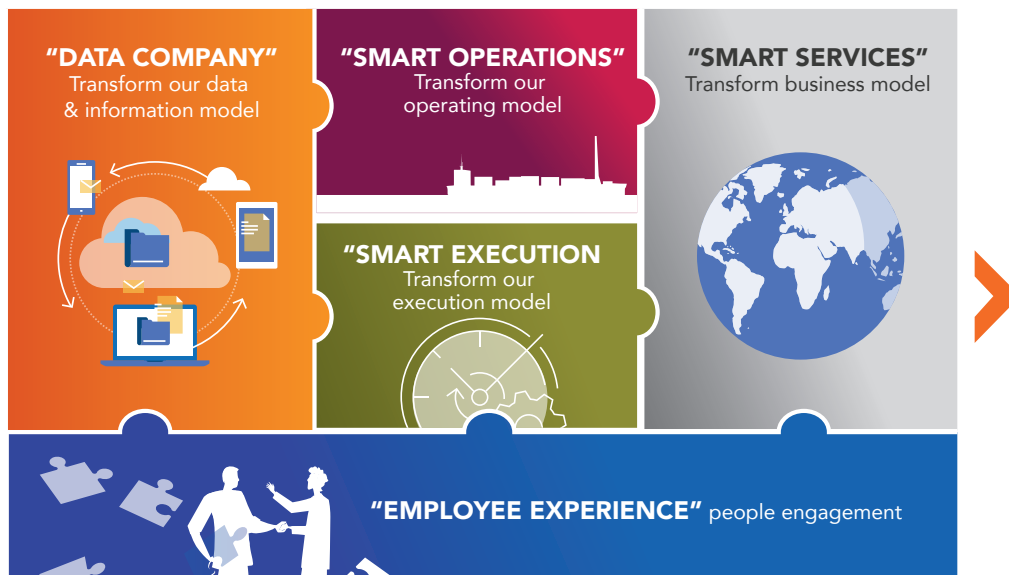 “DATA COMPANY”
Transform our data
& information model
“SMART OPERATIONS”
Transform our
operating model
“SMART EXECUTION
Transform our
execution model
“SMART SERVICES”
Transform business model
“EMPLOYEE EXPERIENCE” people engagement